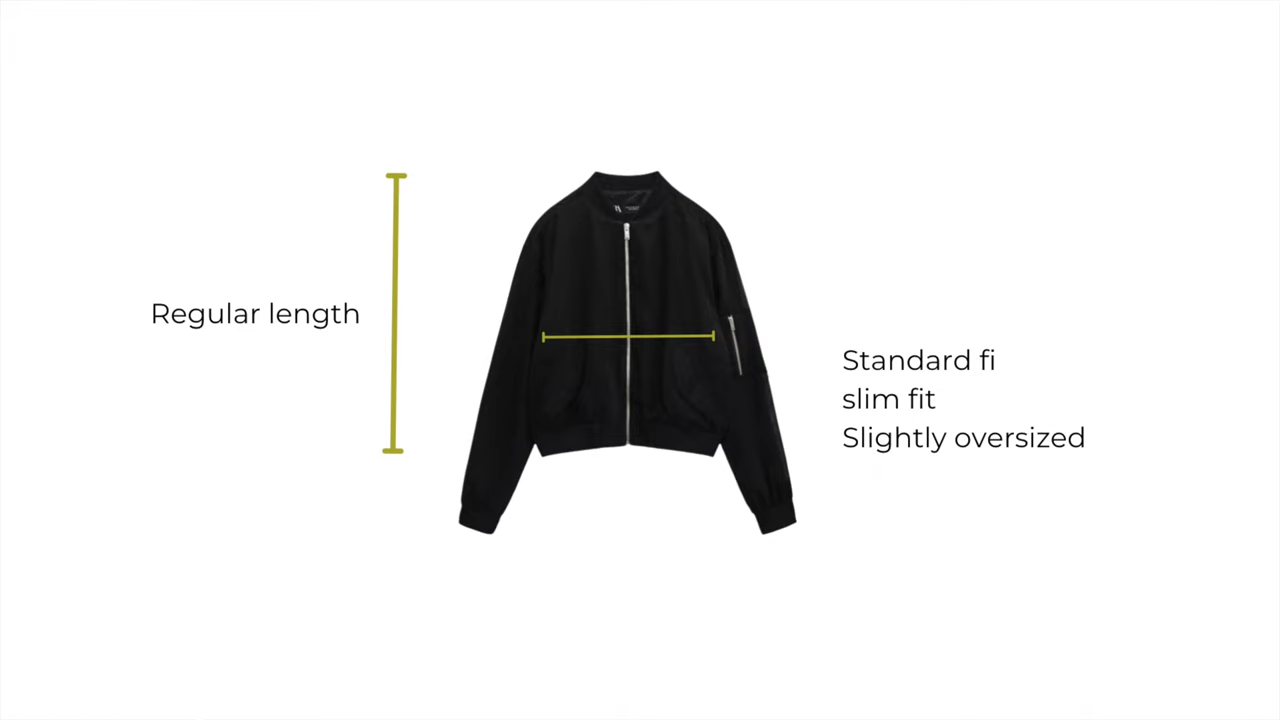 Regular length
Standard fi
slim fit
Slightly oversized